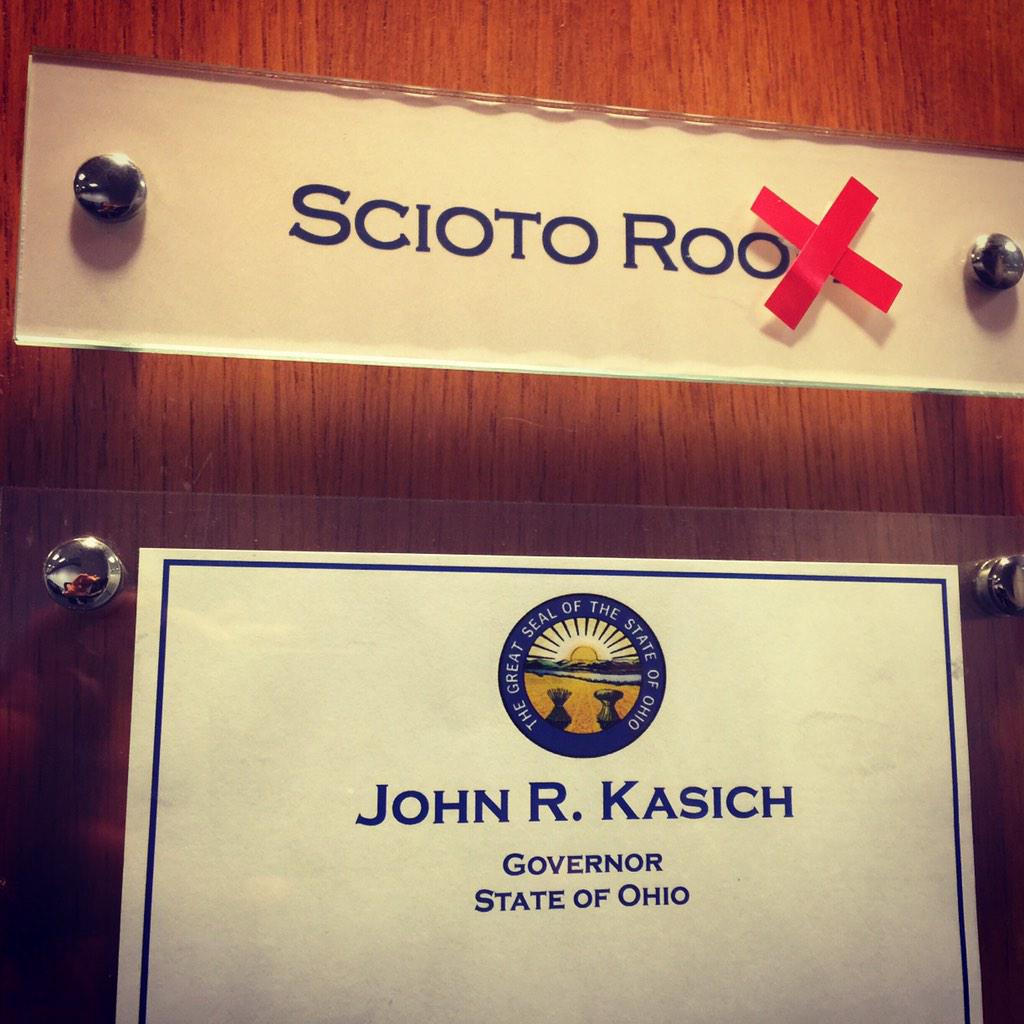 SCIOTO ROO
THE GREAT SEAL OF THE STATE OF OHIO
JOHN R. KASICH
GOVERNOR
STATE OF OHIO